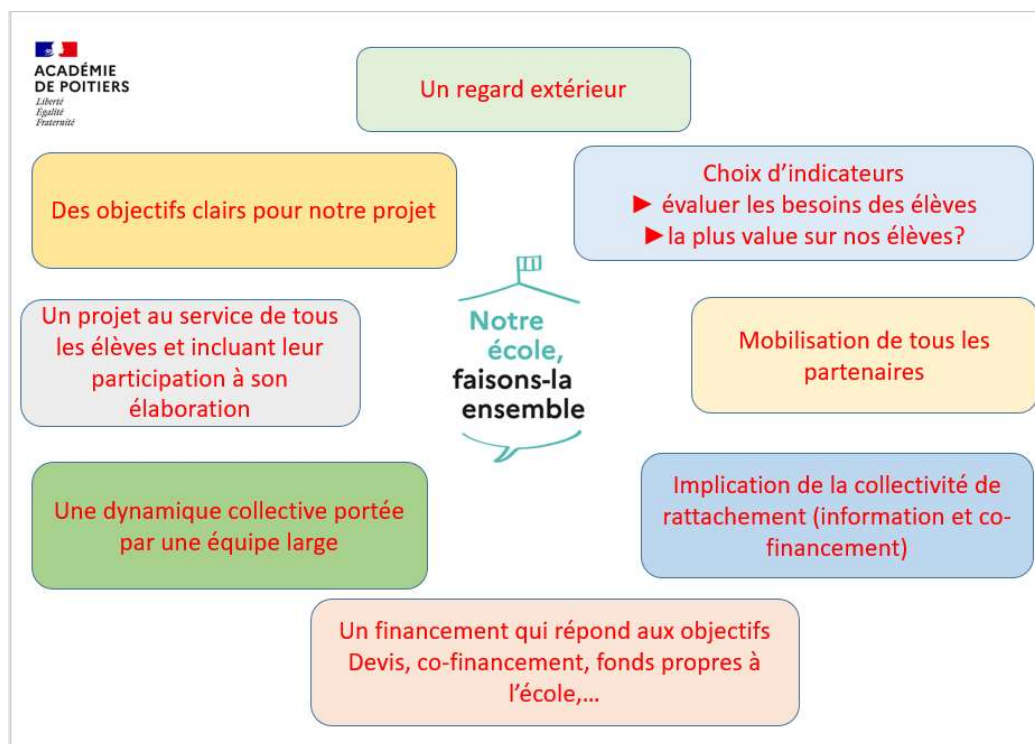 ACADÉMIE
DE POITIERS
Liberté
Égalité
Fraternité
Un regard extérieur
Des objectifs clairs pour notre projet
Choix d’indicateurs
► évaluer les besoins des élèves
►la plus value sur nos élèves?
Un projet au service de tous
les élèves et incluant leur
participation à son
élaboration
Notre
école,
faisons-la
ensemble
Mobilisation de tous les
partenaires
Une dynamique collective portée
par une équipe large
Implication de la collectivité de
rattachement (information et co-
financement)
Un financement qui répond aux objectifs
Devis, co-financement, fonds propres à
l’école,…